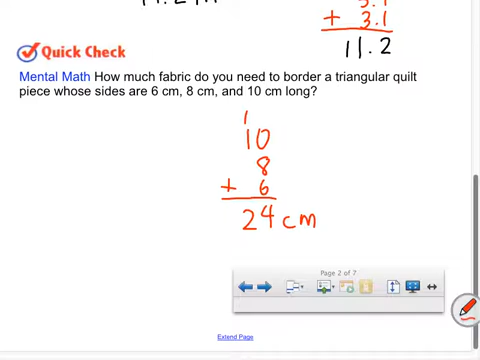 3.1
+ 3.1
11.2
Quick Check
Mental Math How much fabric do you need to border a triangular quilt
piece whose sides are 6 cm, 8 cm, and 10 cm long?
1
10
8
+ 6
24 cm
Page 2 of 7
Extend Page